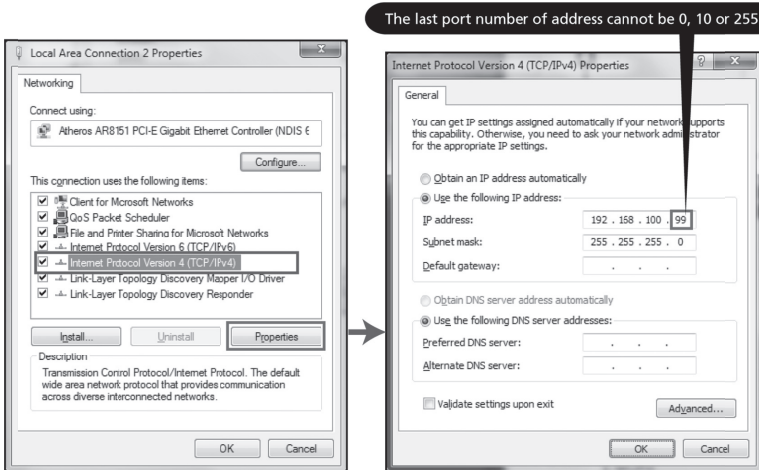 The last port number of address cannot be 0, 10 or 255
Local Area Connection 2 Properties
Networking
Connect using:
Atheros AR8151 PCI-E Gigabit Etherret Controller (NDIS 6
Configure...
This connection uses the following items:
Client for Microsoft Networks
QoS Packet Scheduler
File and Printer Sharing for Microsoft Networks
Internet Protocol Version 6 (TCP/IPv6)
Internet Protocol Version 4 (TCP/IPv4)
Link-Layer Topology Discovery Mapper I/O Driver
Link-Layer Topology Discovery Responder
Install...
Uninstall
Properties
Description
Transmission Control Protocol/Internet Protocol. The default
wide area network protocol that provides communication
across diverse interconnected networks.
OK
Cancel
Internet Protocol Version 4 (TCP/IPv4) Properties
General
You can get IP settings assigned automatically if your network supports
this capability. Otherwise, you need to ask your network administrator
for the appropriate IP settings.
Obtain an IP address automatically
Use the following IP address:
IP address: 192 . 158 . 100 . 99
Subnet mask: 255 . 255 . 255 . 0
Default gateway: . . .
Obtain DNS server address automatically
Use the following DNS server addresses:
Preferred DNS server: . . .
Alternate DNS server: . . .
Validate settings upon exit
Advanced...
OK
Cancel